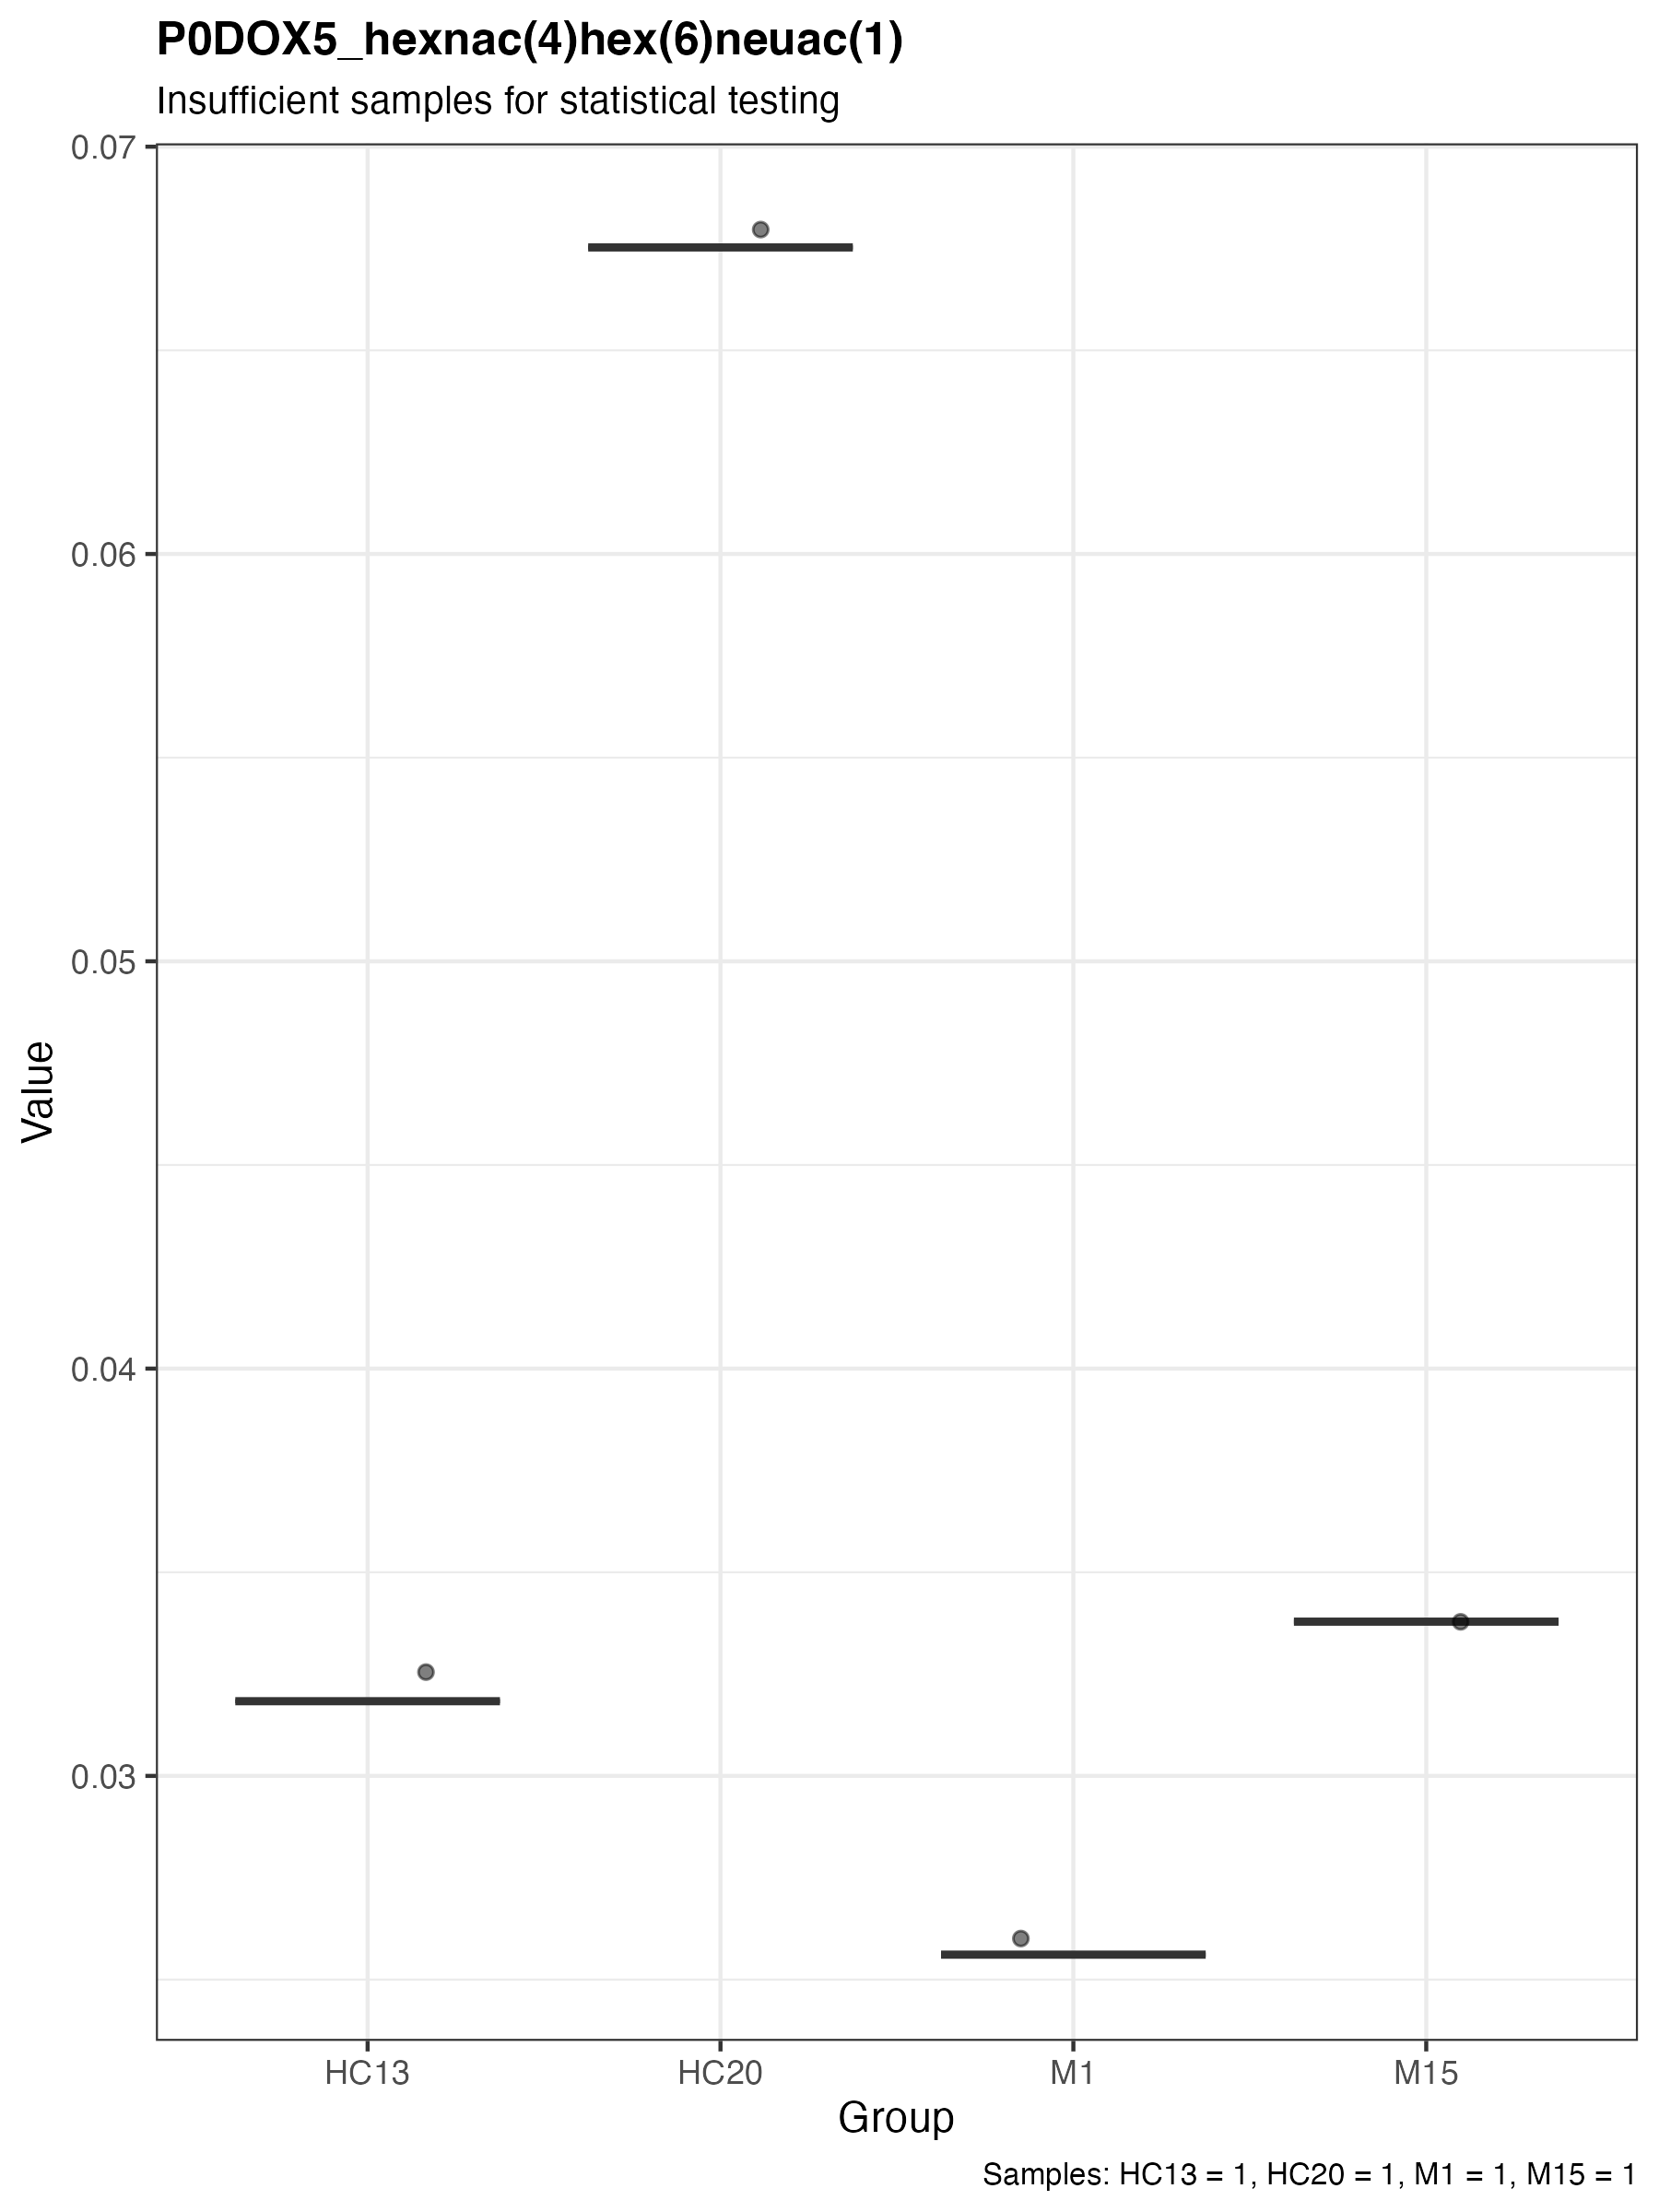 P0DOX5_hexnac(4)hex(6)neuac(1)
Insufficient samples for statistical testing
0.07
0.06
0.05
0.04
0.03
Value
HC13
HC20
M1
M15
Group
Samples: HC13 = 1, HC20 = 1, M1 = 1, M15 = 1